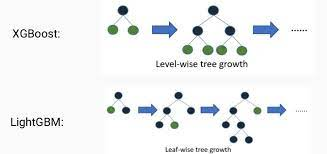 XGBoost:
......
Level-wise tree growth
LightGBM:
......
Leaf-wise tree growth